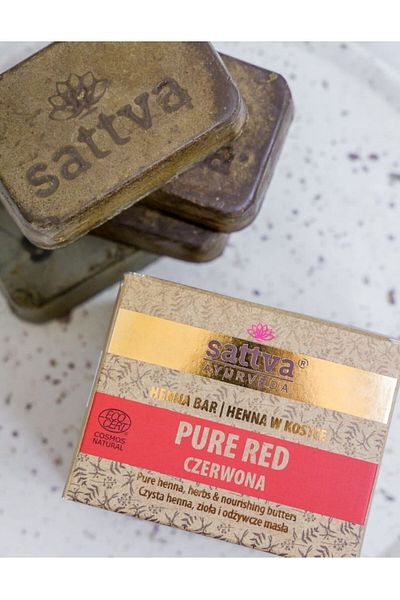 sattva
sattva®
AYURVEDA
HENNA BAR | HENNA W KOSTCE
PURE RED
CZERWONA
ECO
CERT
COSMOS
NATURAL
Pure henna, herbs & nourishing butters
Czysta henna, zioła i odżywcze masła